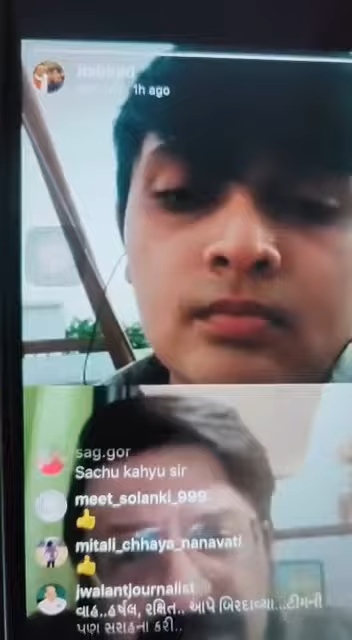 1h ago
sag.gor
Sachu kahyu sir
meet_solanki_999
👍
mitali_chhaya_nanavati
👍
jwalantjournalist
વાહ..હર્ષલ, રક્ષિત.. આપે બિરદાવ્યા...ટીમની
પણ સરાહના કરી..